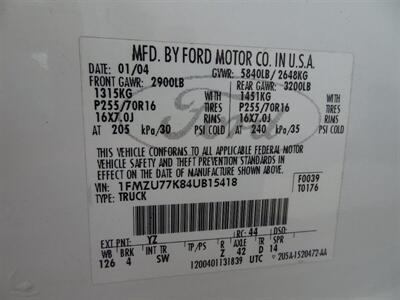 MFD. BY FORD MOTOR CO. IN U.S.A.
DATE: 01/04 GVWR: 5840LB/2648KG
FRONT GAWR: 2900LB REAR GAWR: 3200LB
1315KG 1451KG
P255/70R16 TIRES P255/70R16 TIRES
16X7.0J RIMS 16X7.0J RIMS
AT 205 kPa/30 PSI COLD AT 240 kPa/35 PSI COLD
Ford
THIS VEHICLE CONFORMS TO ALL APPLICABLE FEDERAL MOTOR
VEHICLE SAFETY AND THEFT PREVENTION STANDARDS IN
EFFECT ON THE DATE OF MANUFACTURE SHOWN ABOVE.
VIN: 1FMZU77K84UB15418 F0039
TYPE: TRUCK T0176
EXT PNT: YZ RC: 44 DSO:
WB BRK INT TR TP/PS R AXLE TR SPR
126 4 SW Z 42 D 14
1200401131839 UTC 2U5A-1520472-AA